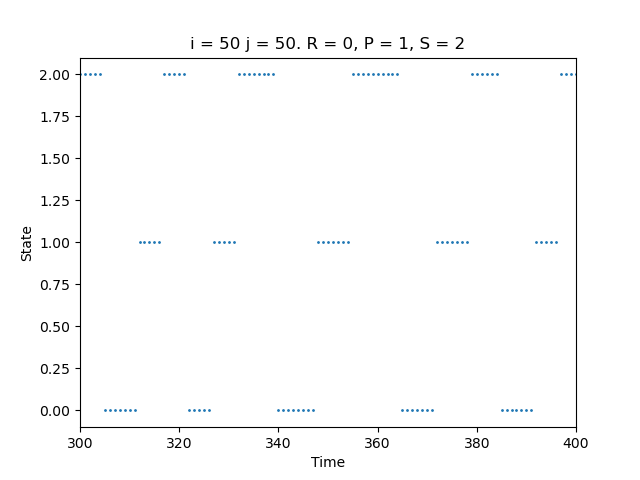 i = 50 j = 50. R = 0, P = 1, S = 2
2.00
1.75
1.50
1.25
1.00
0.75
0.50
0.25
0.00
State
300 320 340 360 380 400
Time